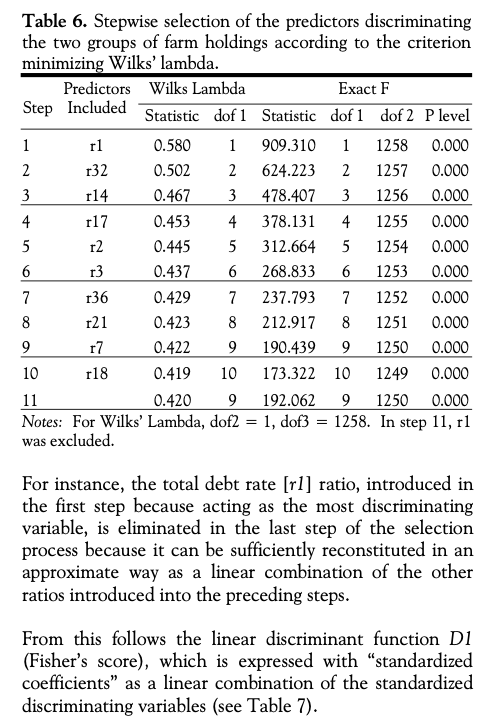 Table 6. Stepwise selection of the predictors discriminating
the two groups of farm holdings according to the criterion
minimizing Wilks' lambda.
Step Predictors Included Wilks Lambda Exact F
Statistic dof 1 Statistic dof 1 dof 2 P level
1 r1 0.580 1 909.310 1 1258 0.000
2 r32 0.502 2 624.223 2 1257 0.000
3 r14 0.467 3 478.407 3 1256 0.000
4 r17 0.453 4 378.131 4 1255 0.000
5 r2 0.445 5 312.664 5 1254 0.000
6 r3 0.437 6 268.833 6 1253 0.000
7 r36 0.429 7 237.793 7 1252 0.000
8 r21 0.423 8 212.917 8 1251 0.000
9 r7 0.422 9 190.439 9 1250 0.000
10 r18 0.419 10 173.322 10 1249 0.000
11 0.420 9 192.062 9 1250 0.000
Notes: For Wilks' Lambda, dof2 = 1, dof3 = 1258. In step 11, r1
was excluded.
For instance, the total debt rate [r1] ratio, introduced in
the first step because acting as the most discriminating
variable, is eliminated in the last step of the selection
process because it can be sufficiently reconstituted in an
approximate way as a linear combination of the other
ratios introduced into the preceding steps.
From this follows the linear discriminant function D1
(Fisher's score), which is expressed with "standardized
coefficients" as a linear combination of the standardized
discriminating variables (see Table 7).